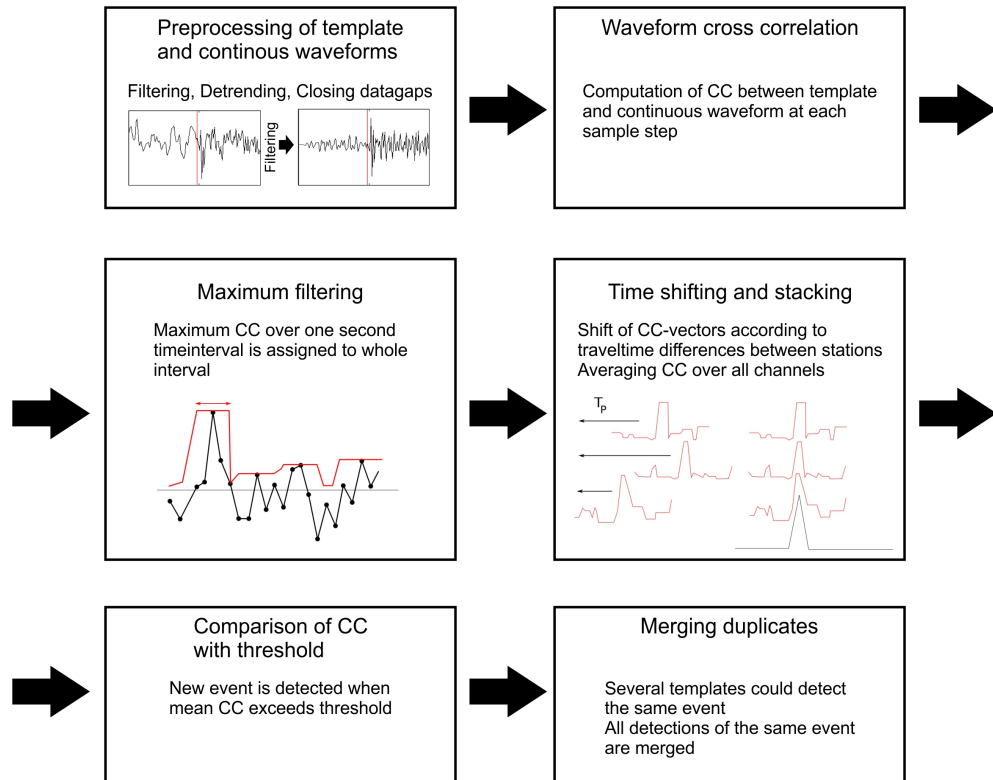 Preprocessing of template
and continous waveforms
Filtering, Detrending, Closing datagaps
Filtering
Waveform cross correlation
Computation of CC between template
and continuous waveform at each
sample step
Maximum filtering
Maximum CC over one second
timeinterval is assigned to whole
interval
Time shifting and stacking
Shift of CC-vectors according to
traveltime differences between stations
Averaging CC over all channels
TP
Comparison of CC
with threshold
New event is detected when
mean CC exceeds threshold
Merging duplicates
Several templates could detect
the same event
All detections of the same event
are merged